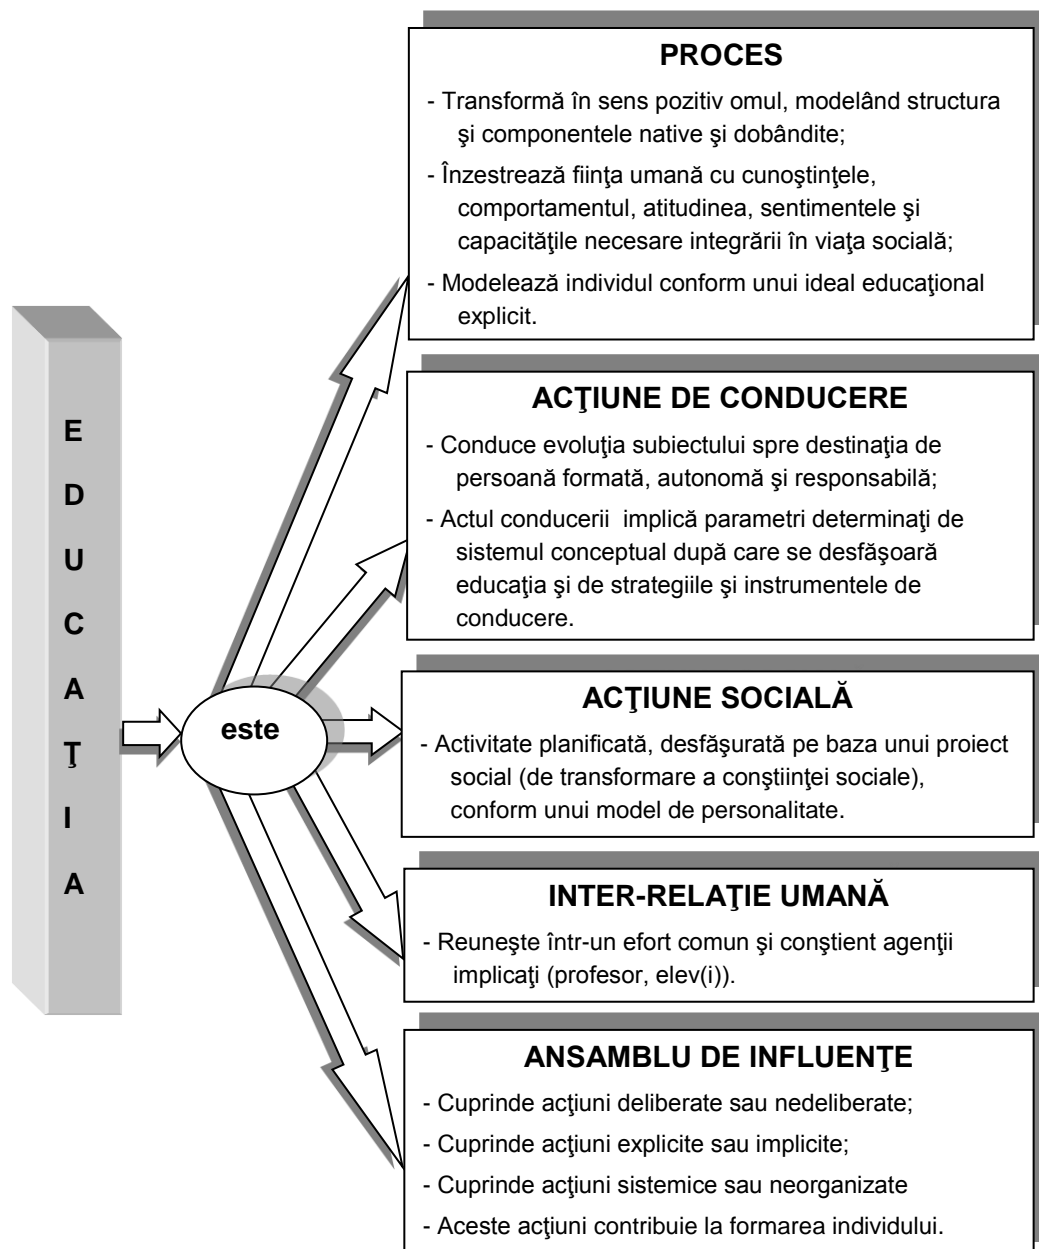 EDUCAŢIA
este
PROCES
- Transformă în sens pozitiv omul, modelând structura
şi componentele native şi dobândite;
- Înzestrează fiinţa umană cu cunoştinţele,
comportamentul, atitudinea, sentimentele şi
capacităţile necesare integrării în viaţa socială;
- Modelează individul conform unui ideal educaţional
explicit.
ACŢIUNE DE CONDUCERE
- Conduce evoluţia subiectului spre destinaţia de
persoană formată, autonomă şi responsabilă;
- Actul conducerii implică parametri determinaţi de
sistemul conceptual după care se desfăşoară
educaţia şi de strategiile şi instrumentele de
conducere.
ACŢIUNE SOCIALĂ
- Activitate planificată, desfăşurată pe baza unui proiect
social (de transformare a conştiinţei sociale),
conform unui model de personalitate.
INTER-RELAŢIE UMANĂ
- Reuneşte într-un efort comun şi conştient agenţii
implicaţi (profesor, elev(i)).
ANSAMBLU DE INFLUENŢE
- Cuprinde acţiuni deliberate sau nedeliberate;
- Cuprinde acţiuni explicite sau implicite;
- Cuprinde acţiuni sistemice sau neorganizate
- Aceste acţiuni contribuie la formarea individului.